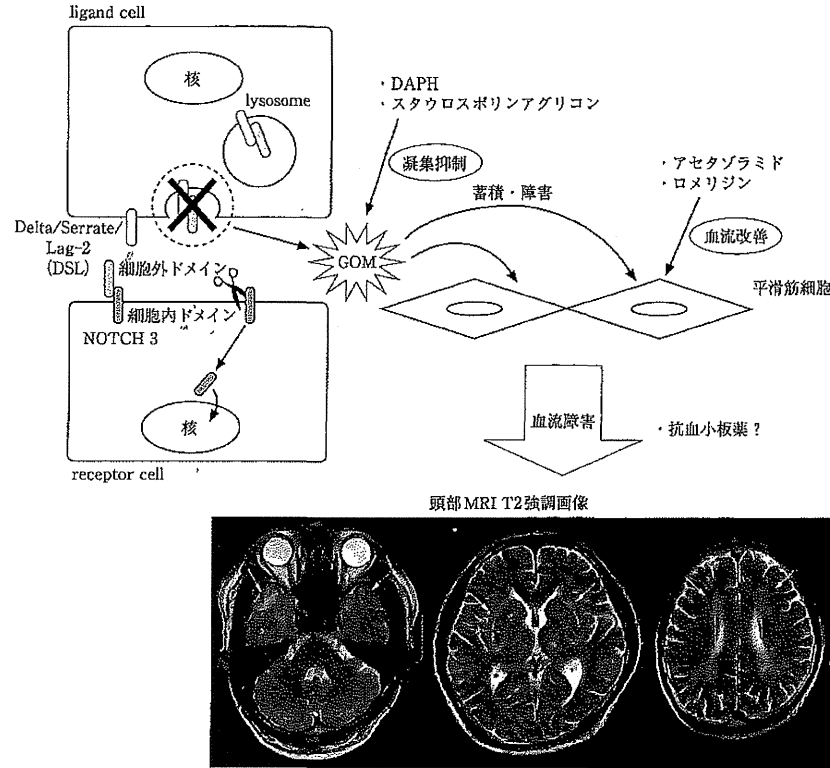 ligand cell
核
lysosome
Delta/Serrate/
Lag-2
(DSL)
細胞外ドメイン
細胞内ドメイン
NOTCH 3
核
receptor cell
・DAPH
・スタウロスポリンアグリコン
凝集抑制
GOM
蓄積・障害
・アセタゾラミド
・ロメリジン
血流改善
平滑筋細胞
血流障害
・抗血小板薬?
頭部MRI T2強調画像